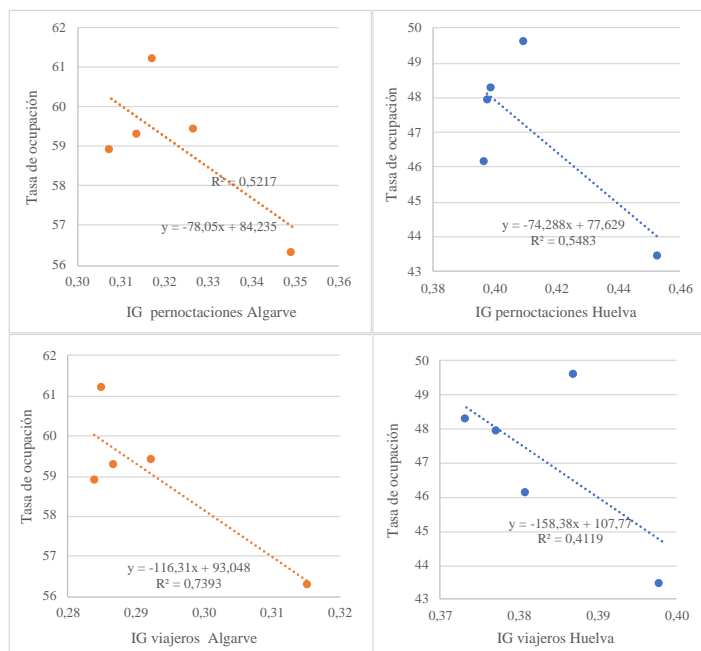 62
61
60
59
58
57
56
Tasa de ocupación
R² = 0,5217
y = -78,05x + 84,235
0,30 0,31 0,32 0,33 0,34 0,35 0,36
IG pernoctaciones Algarve
50
49
48
47
46
45
44
43
Tasa de ocupación
y = -74,288x + 77,629
R² = 0,5483
0,38 0,40 0,42 0,44 0,46
IG pernoctaciones Huelva
62
61
60
59
58
57
56
Tasa de ocupación
y = -116,31x + 93,048
R² = 0,7393
0,28 0,29 0,30 0,31 0,32
IG viajeros Algarve
50
49
48
47
46
45
44
43
Tasa de ocupación
y = -158,38x + 107,77
R² = 0,4119
0,37 0,38 0,39 0,40
IG viajeros Huelva